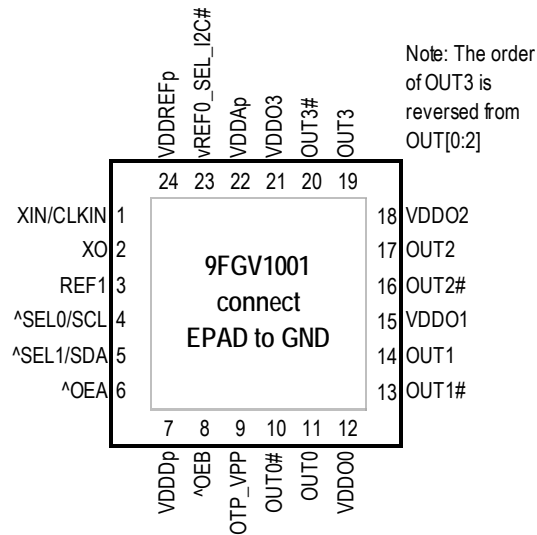 VDDREFp
vREF0_SEL_I2C#
VDDAp
VDDO3
OUT3#
OUT3
Note: The order
of OUT3 is
reversed from
OUT[0:2]
24 23 22 21 20 19
XIN/CLKIN 1
XO 2
REF1 3
^SEL0/SCL 4
^SEL1/SDA 5
^OEA 6
9FGV1001
connect
EPAD to GND
18 VDDO2
17 OUT2
16 OUT2#
15 VDDO1
14 OUT1
13 OUT1#
7 8 9 10 11 12
VDDDp
^OEB
OTP_VPP
OUT0#
OUT0
VDDO0